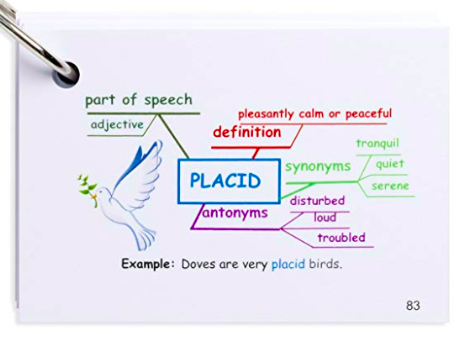 part of speech
adjective
pleasantly calm or peaceful
definition
tranquil
synonyms
quiet
serene
PLACID
disturbed
antonyms
loud
troubled
Example: Doves are very placid birds.
83